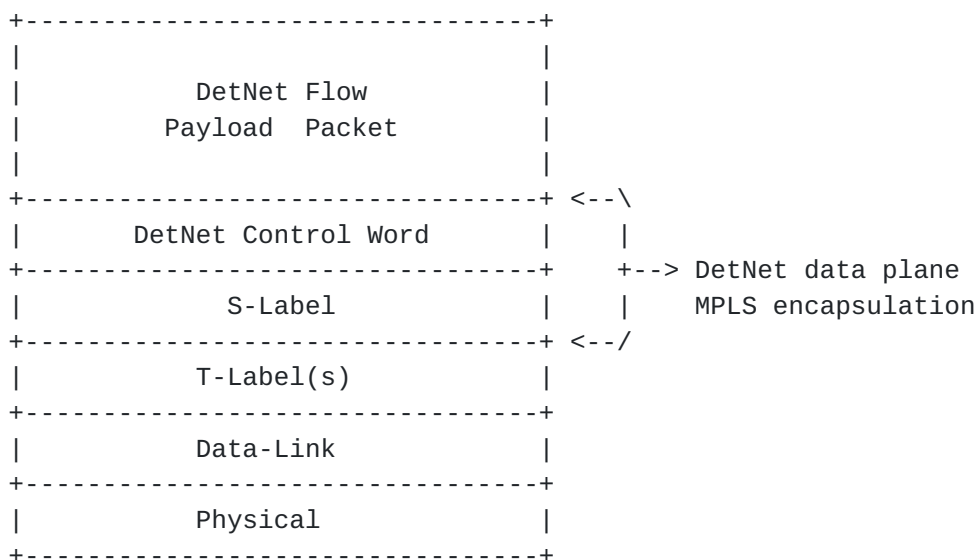 +---------------------------------+
|                                 |
|           DetNet Flow           |
|         Payload  Packet         |
|                                 |
+---------------------------------+ <--\
|       DetNet Control Word       |    |
+---------------------------------+    +--> DetNet data plane
|             S-Label             |    |    MPLS encapsulation
+---------------------------------+ <--/
|           T-Label(s)            |
+---------------------------------+
|           Data-Link             |
+---------------------------------+
|           Physical              |
+---------------------------------+